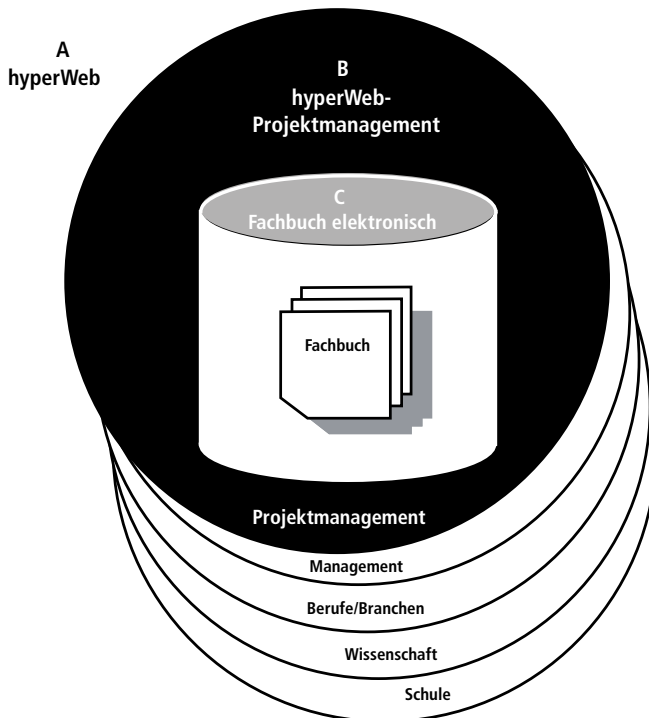 A
hyperWeb
B
hyperWeb-
Projektmanagement
C
Fachbuch elektronisch
Fachbuch
Projektmanagement
Management
Berufe/Branchen
Wissenschaft
Schule